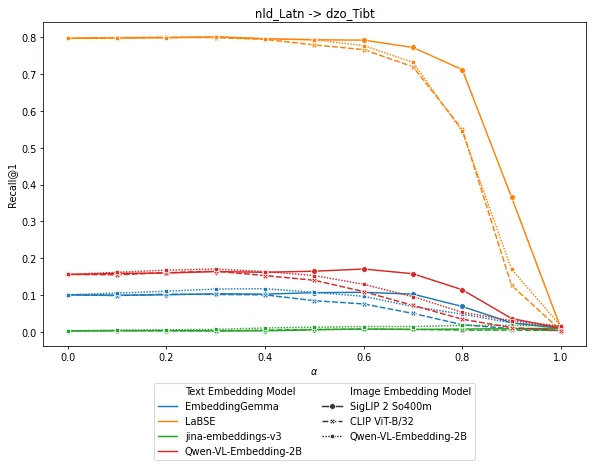 nld_Latn -> dzo_Tibt
Recall@1
0.8
0.7
0.6
0.5
0.4
0.3
0.2
0.1
0.0
0.0 0.2 0.4 0.6 0.8 1.0
α
Text Embedding Model Image Embedding Model
EmbeddingGemma SigLIP 2 So400m
LaBSE CLIP ViT-B/32
jina-embeddings-v3 Qwen-VL-Embedding-2B
Qwen-VL-Embedding-2B